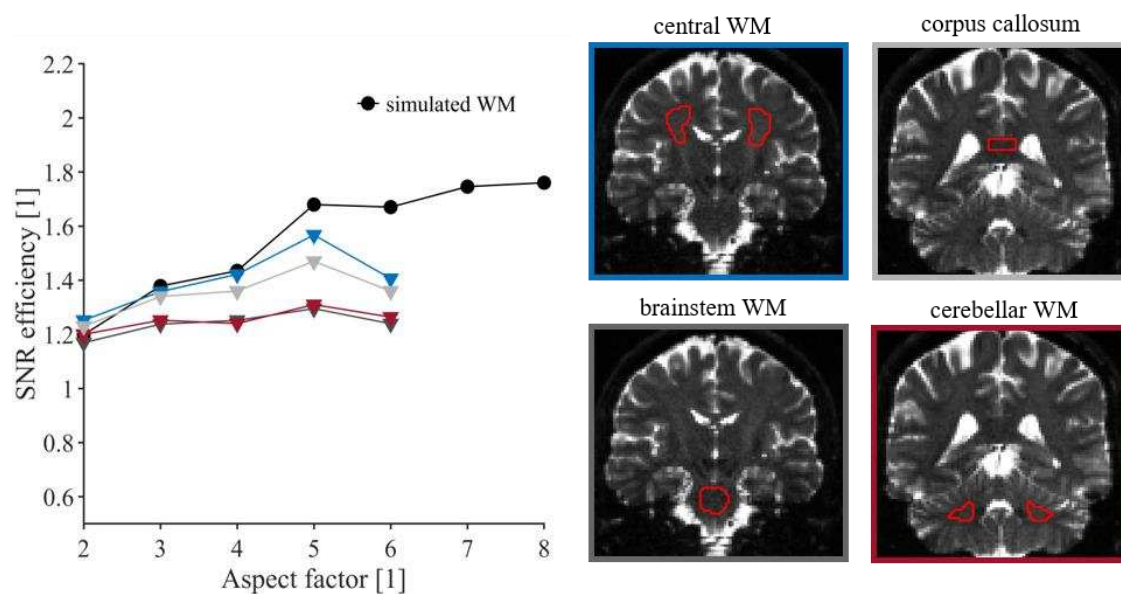 central WM
corpus callosum
2.2
2
1.8
1.6
1.4
1.2
1
0.8
0.6
SNR efficiency [1]
simulated WM
2 3 4 5 6 7 8
Aspect factor [1]
brainstem WM
cerebellar WM